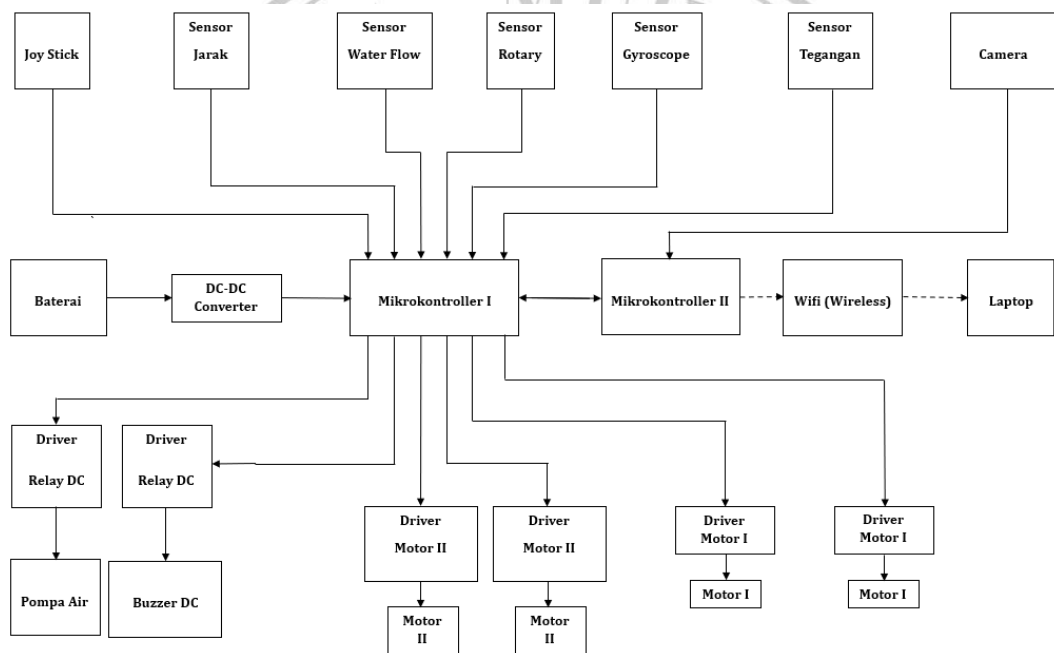 Joy Stick
Sensor
Jarak
Sensor
Water Flow
Sensor
Rotary
Sensor
Gyroscope
Sensor
Tegangan
Camera
Baterai
DC-DC
Converter
Mikrokontroller I
Mikrokontroller II
Wifi (Wireless)
Laptop
Driver
Relay DC
Driver
Relay DC
Driver
Motor II
Driver
Motor II
Driver
Motor I
Driver
Motor I
Pompa Air
Buzzer DC
Motor
II
Motor
II
Motor I
Motor I